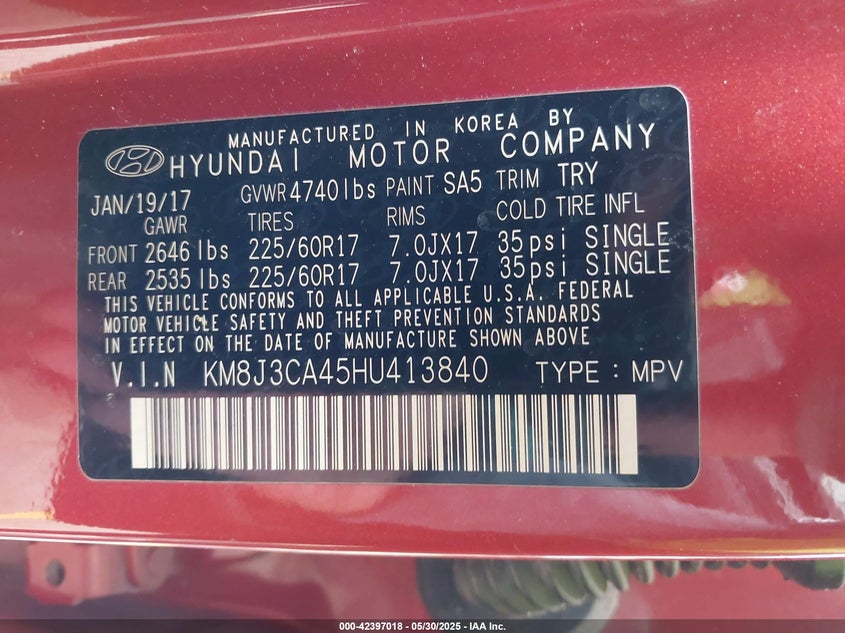 MANUFACTURED IN KOREA BY
HYUNDAI MOTOR COMPANY
JAN/19/17 GVWR 4740lbs PAINT SA5 TRIM TRY
GAWR TIRES RIMS COLD TIRE INFL
FRONT 2646 lbs 225/60R17 7.0JX17 35psi SINGLE
REAR 2535 lbs 225/60R17 7.0JX17 35psi SINGLE
THIS VEHICLE CONFORMS TO ALL APPLICABLE U.S.A. FEDERAL
MOTOR VEHICLE SAFETY AND THEFT PREVENTION STANDARDS
IN EFFECT ON THE DATE OF MANUFACTURE SHOWN ABOVE
V.I.N KM8J3CA45HU413840 TYPE : MPV
000-42397018 - 05/30/2025 - IAA Inc.